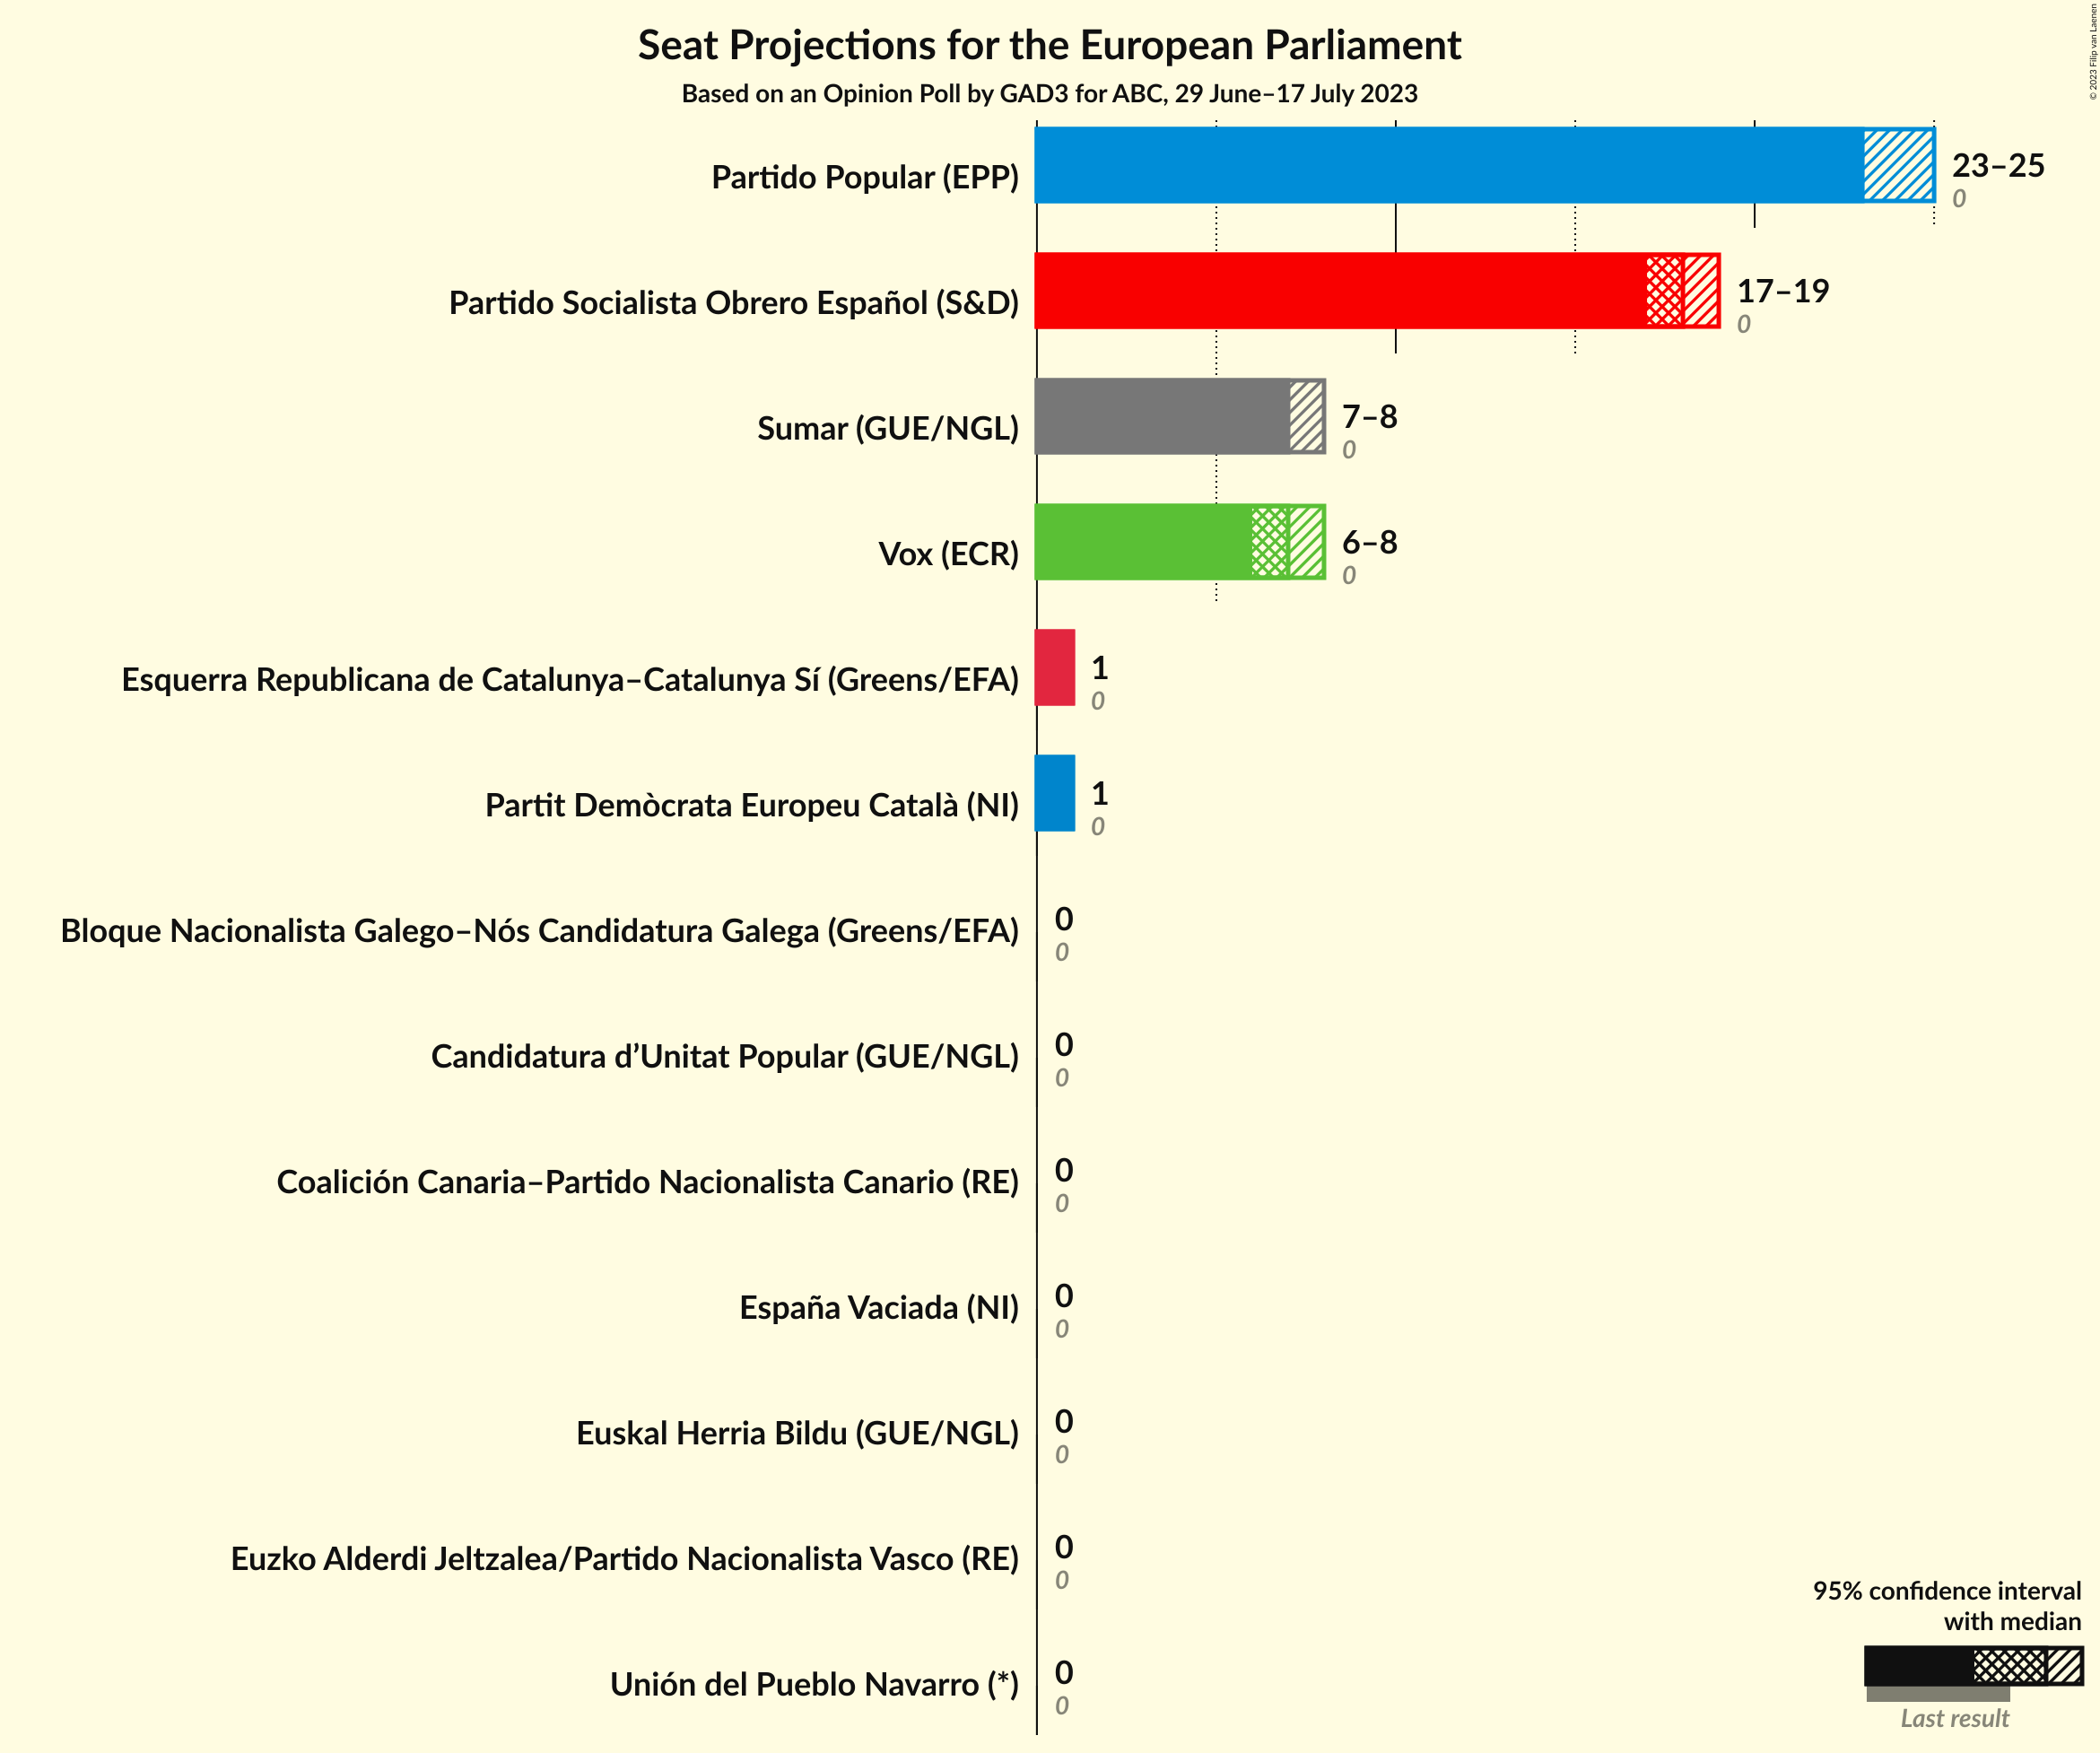 Seat Projections for the European Parliament
Based on an Opinion Poll by GAD3 for ABC, 29 June–17 July 2023
© 2023 Filip van Laenen
Partido Popular (EPP)
23–25
0
Partido Socialista Obrero Español (S&D)
17–19
0
Sumar (GUE/NGL)
7–8
0
Vox (ECR)
6–8
0
Esquerra Republicana de Catalunya–Catalunya Sí (Greens/EFA)
1
0
Partit Demòcrata Europeu Català (NI)
1
0
Bloque Nacionalista Galego–Nós Candidatura Galega (Greens/EFA)
0
0
Candidatura d’Unitat Popular (GUE/NGL)
0
0
Coalición Canaria–Partido Nacionalista Canario (RE)
0
0
España Vaciada (NI)
0
0
Euskal Herria Bildu (GUE/NGL)
0
0
Euzko Alderdi Jeltzalea/Partido Nacionalista Vasco (RE)
0
0
Unión del Pueblo Navarro (*)
0
0
95% confidence interval
with median
Last result